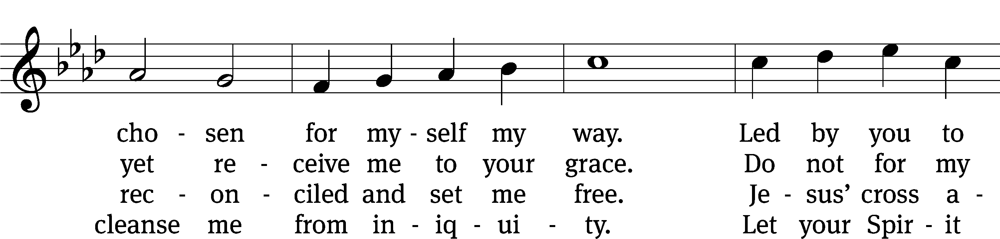 cho - sen for my - self my way. Led by you to
yet re - ceive me to your grace. Do not for my
rec - on - ciled and set me free. Je - sus’ cross a -
cleanse me from in - iq - ui - ty. Let your Spir - it